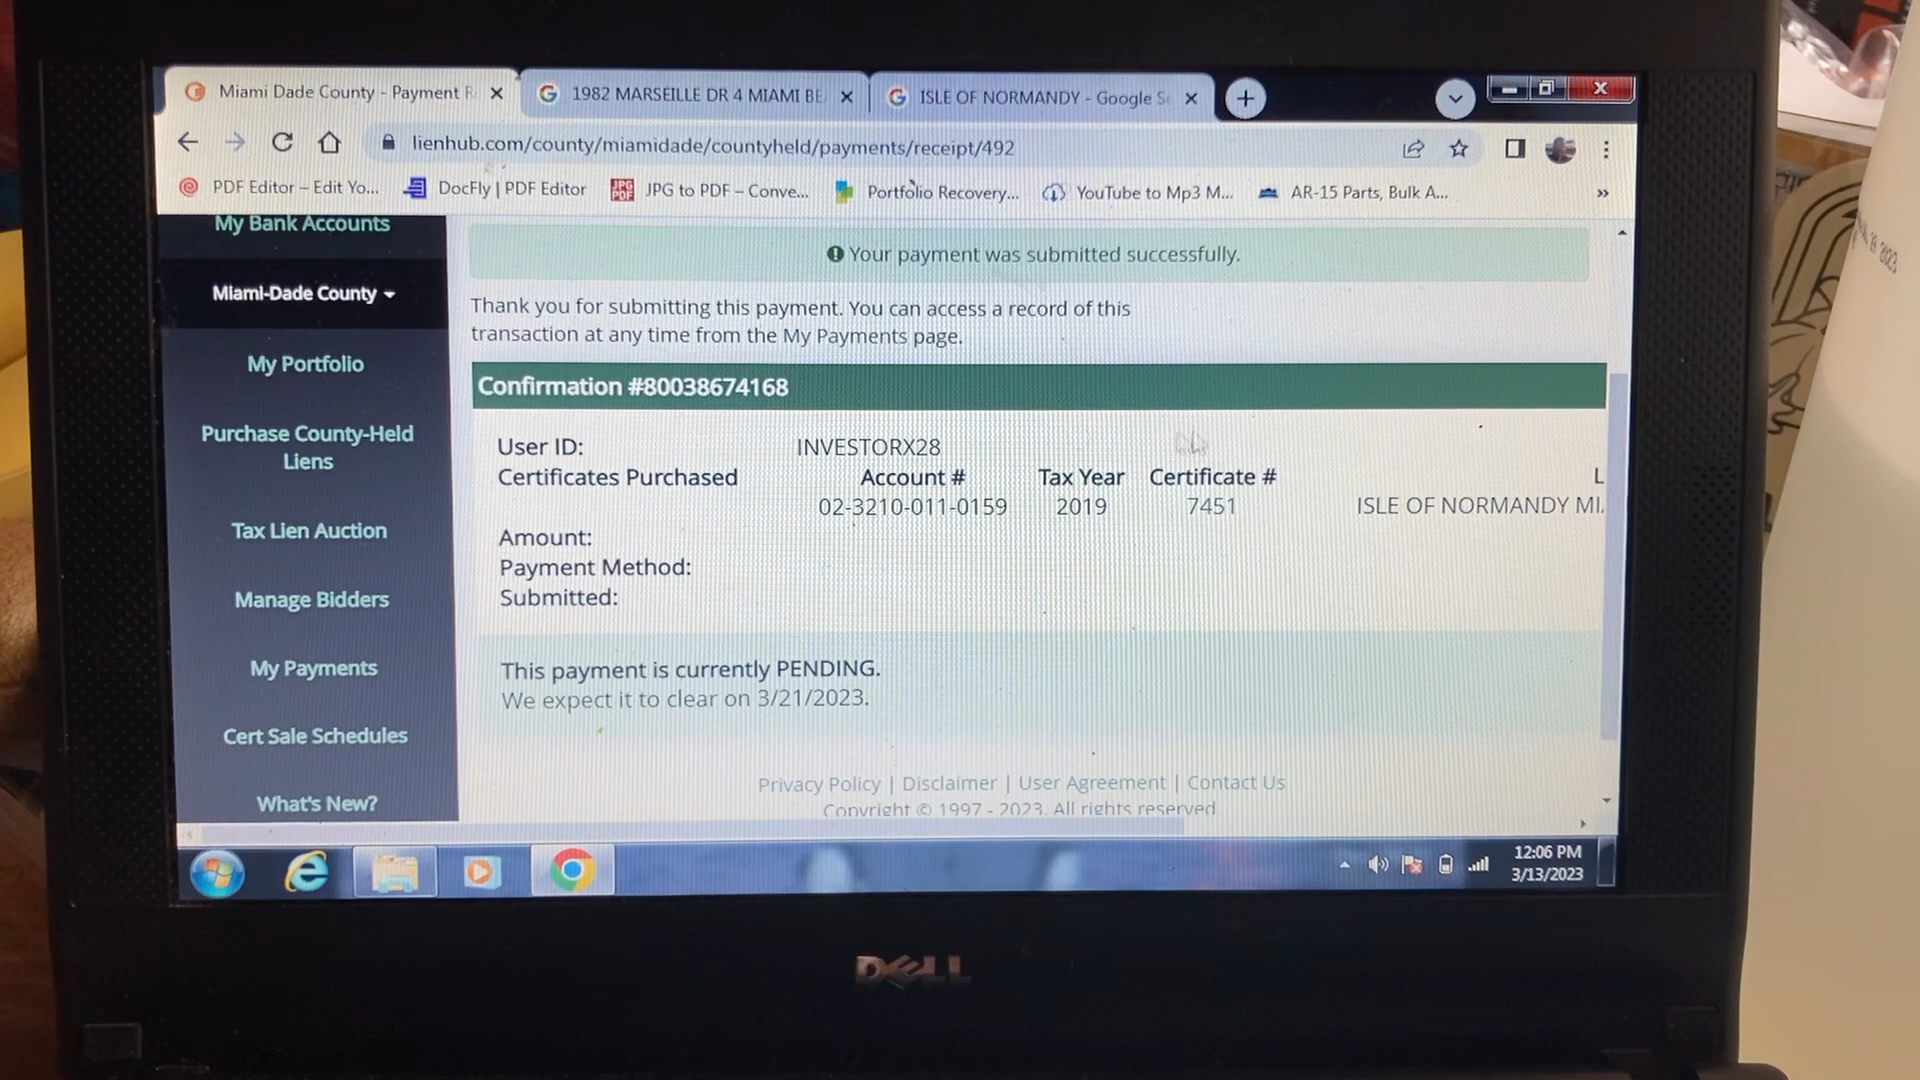 Miami Dade County - Payment R
1982 MARSEILLE DR 4 MIAMI BE
ISLE OF NORMANDY - Google Se
lienhub.com/county/miamidade/countyheld/payments/receipt/492
PDF Editor – Edit Yo...
DocFly | PDF Editor
JPG to PDF – Conve...
Portfolio Recovery...
YouTube to Mp3 M...
AR-15 Parts, Bulk A...
»
My Bank Accounts
Miami-Dade County
My Portfolio
Purchase County-Held
Liens
Tax Lien Auction
Manage Bidders
My Payments
Cert Sale Schedules
What's New?
Your payment was submitted successfully.
Thank you for submitting this payment. You can access a record of this
transaction at any time from the My Payments page.
Confirmation #80038674168
User ID: INVESTORX28
Certificates Purchased Account # Tax Year Certificate # L
02-3210-011-0159 2019 7451 ISLE OF NORMANDY MI
Amount:
Payment Method:
Submitted:
This payment is currently PENDING.
We expect it to clear on 3/21/2023.
Privacy Policy | Disclaimer | User Agreement | Contact Us
Copyright © 1997 - 2023. All rights reserved
12:06 PM
3/13/2023
DELL